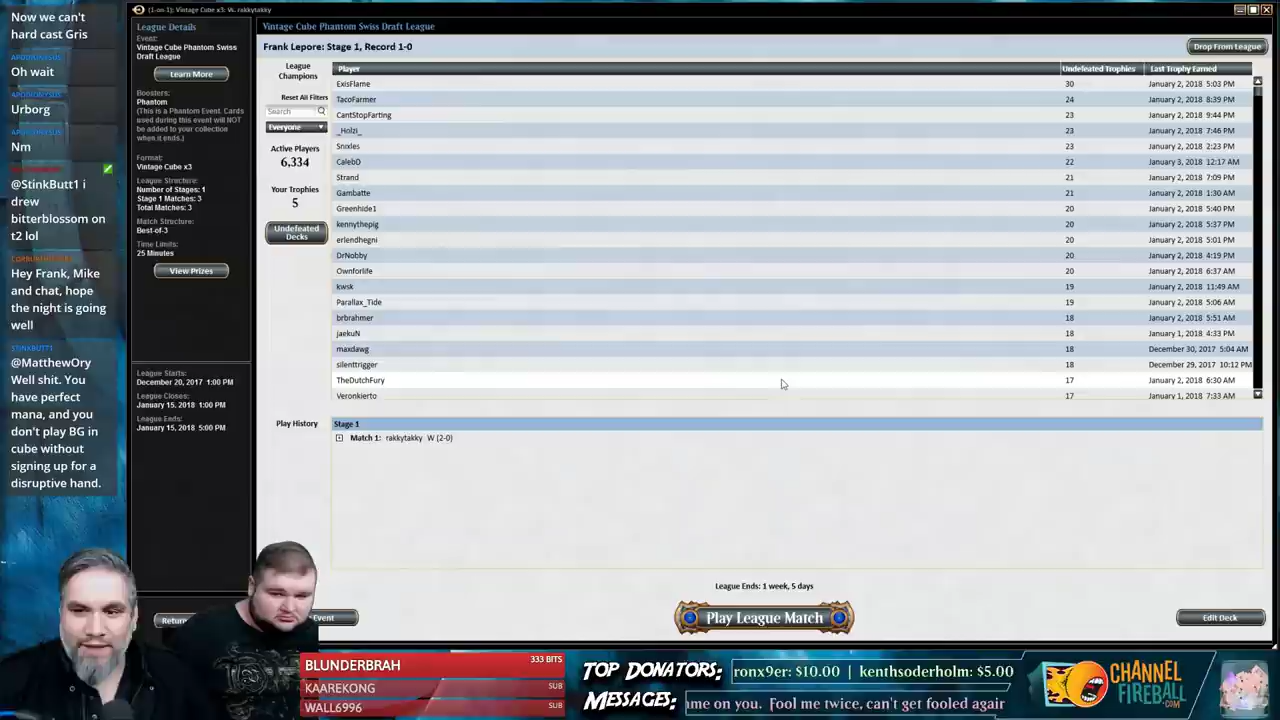 Now we can't
hard cast Gris
APODIONYSUS
Oh wait
APODIONYSUS
Urborg
APODIONYSUS
Nm
@StinkButt1 i
drew
bitterblossom on
t2 lol
Hey Frank, Mike
and chat, hope
the night is going
well
STINKBUTT1
@MatthewOry
Well shit. You
have perfect
mana, and you
don't play BG in
cube without
signing up for a
disruptive hand.
(1-on-1): Vintage Cube x3: Vs. rakkytakky
League Details
Event:
Vintage Cube Phantom Swiss
Draft League
Learn More
Boosters:
Phantom
(This is a Phantom Event. Cards
used during this event will NOT
be added to your collection
when it ends.)
Format:
Vintage Cube x3
League Structure:
Number of Stages: 1
Stage 1 Matches: 3
Total Matches: 3
Match Structure:
Best-of-3
Time Limits:
25 Minutes
View Prizes
League Starts:
December 20, 2017 1:00 PM
League Closes:
January 15, 2018 1:00 PM
League Ends:
January 15, 2018 5:00 PM
Vintage Cube Phantom Swiss Draft League
Frank Lepore: Stage 1, Record 1-0
Drop From League
League
Champions
Reset All Filters
Search
Everyone
Active Players
6,334
Your Trophies
5
Undefeated
Decks
Player Undefeated Trophies Last Trophy Earned
ExisFlame 30 January 2, 2018 5:03 PM
TacoFarmer 24 January 2, 2018 8:39 PM
CantStopFarting 23 January 2, 2018 9:44 PM
_Holzi_ 23 January 2, 2018 7:46 PM
Snixles 23 January 2, 2018 2:23 PM
CalebD 22 January 3, 2018 12:17 AM
Strand 21 January 2, 2018 7:09 PM
Gambatte 21 January 2, 2018 1:30 AM
Greenhide1 20 January 2, 2018 5:40 PM
kennythepig 20 January 2, 2018 5:37 PM
erlendhegni 20 January 2, 2018 5:01 PM
DrNobby 20 January 2, 2018 4:19 PM
Ownforlife 20 January 2, 2018 6:37 AM
kwsk 19 January 2, 2018 11:49 AM
Parallax_Tide 19 January 2, 2018 5:06 AM
brbrahmer 18 January 2, 2018 5:51 AM
jaekuN 18 January 1, 2018 4:33 PM
maxdawg 18 December 30, 2017 5:04 AM
silenttrigger 18 December 29, 2017 10:12 PM
TheDutchFury 17 January 2, 2018 6:30 AM
Veronkierto 17 January 1, 2018 7:33 AM
Play History
Stage 1
Match 1: rakkytakky W (2-0)
League Ends: 1 week, 5 days
Retur
Event
Play League Match
Edit Deck
BLUNDERBRAH 333 BITS
KAAREKONG SUB
WALL6996 SUB
TOP DONATORS: ronx9er: $10.00 | kenthsoderholm: $5.00
MESSAGES: ame on you. Fool me twice, can't get fooled again
CHANNEL
FIREBALL
.COM